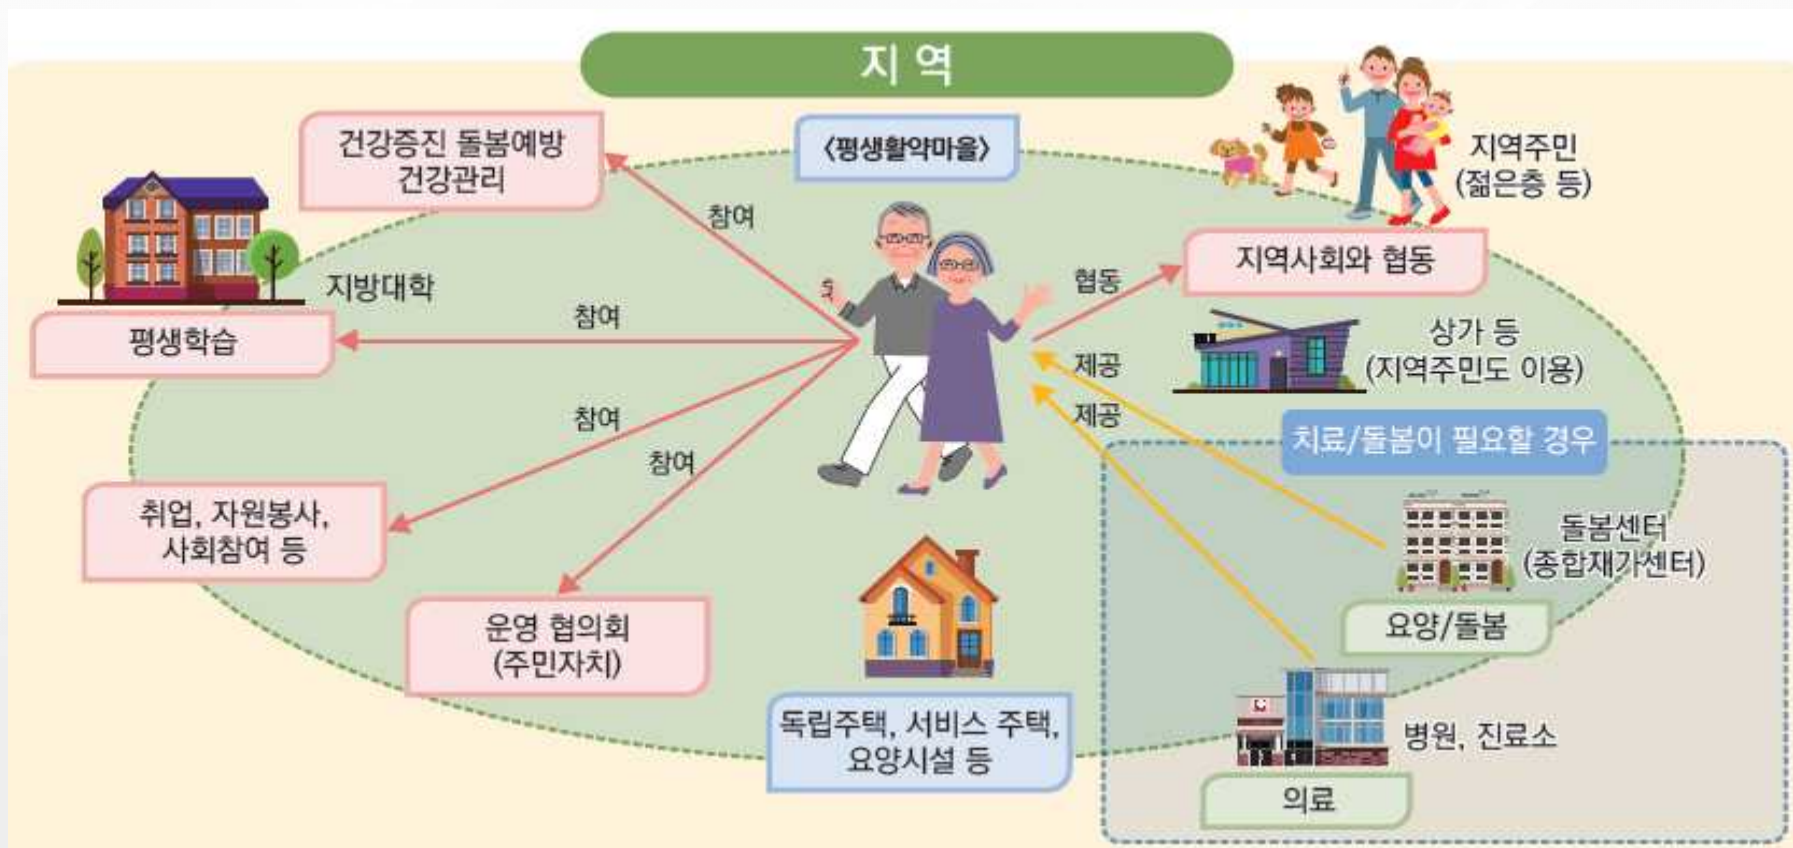 지 역
〈평생활약마을〉
건강증진 돌봄예방
건강관리
지역주민
(젊은층 등)
참여
지역사회와 협동
협동
지방대학
평생학습
참여
상가 등
(지역주민도 이용)
제공
제공
참여
참여
치료/돌봄이 필요할 경우
취업, 자원봉사,
사회참여 등
돌봄센터
(종합재가센터)
요양/돌봄
운영 협의회
(주민자치)
독립주택, 서비스 주택,
요양시설 등
병원, 진료소
의료